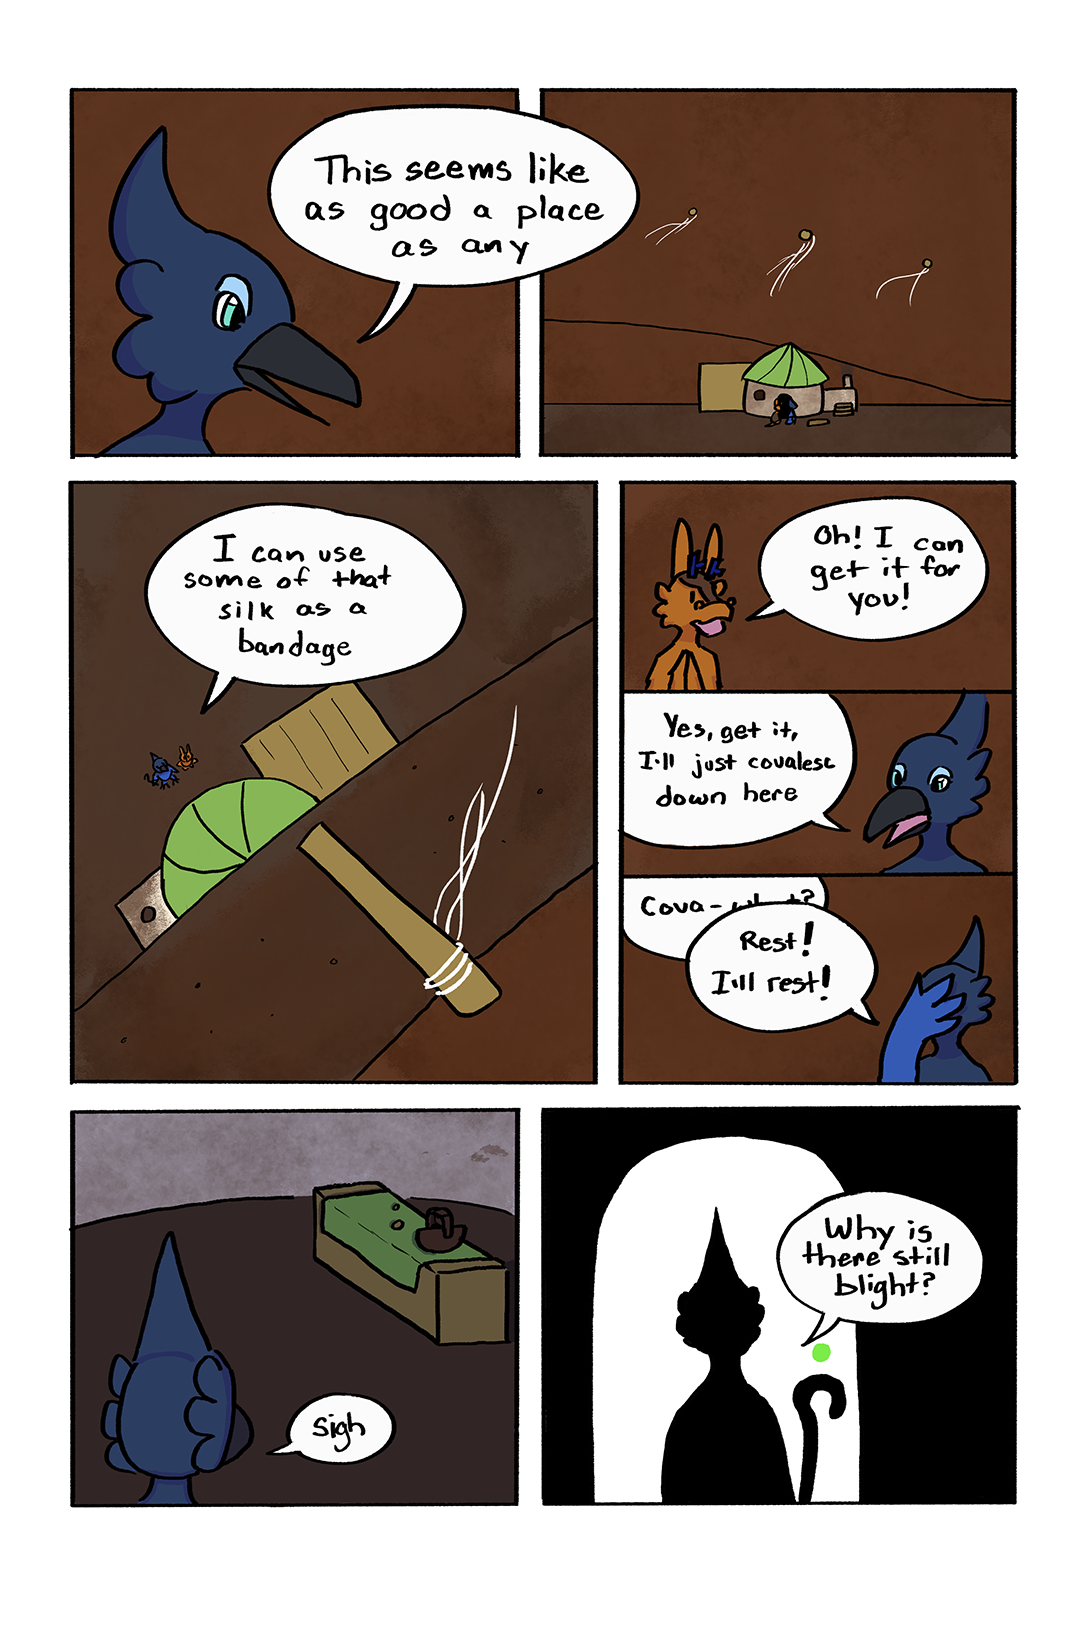 This seems like
as good a place
as any
I can use
some of that
silk as a
bandage
Oh! I can
get it for
you!
Yes, get it,
I'll just covalesc
down here
Cova-what?
Rest!
I'll rest!
Sigh
Why is
there still
blight?